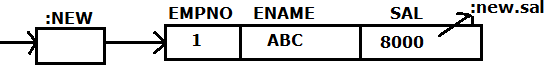 :NEW EMPNO ENAME SAL :new.sal
1 ABC 8000